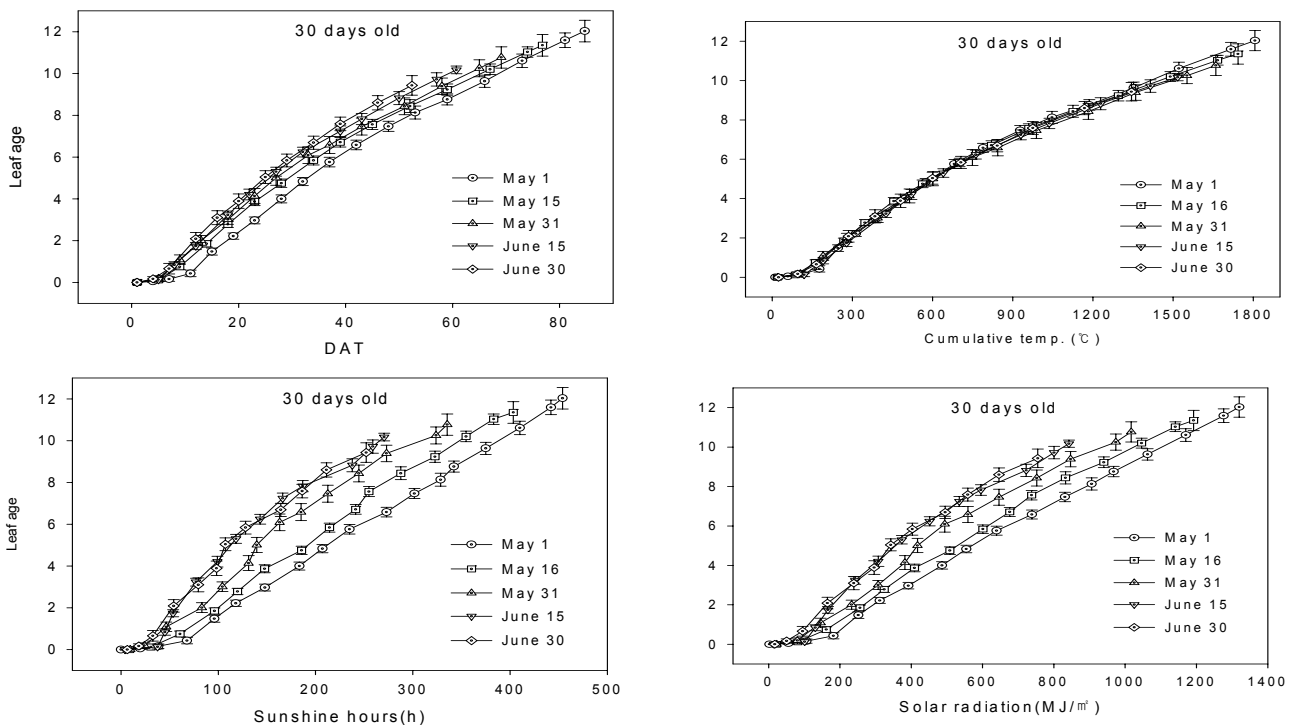 30 days old
12
10
8
6
4
2
0
Leaf age
May 1
May 15
May 31
June 15
June 30
0 20 40 60 80
DAT
30 days old
12
10
8
6
4
2
0
May 1
May 16
May 31
June 15
June 30
300 600 900 1200 1500 1800
Cumulative temp. (℃)
30 days old
12
10
8
6
4
2
0
Leaf age
May 1
May 16
May 31
June 15
June 30
0 100 200 300 400 500
Sunshine hours(h)
30 days old
12
10
8
6
4
2
0
May 1
May 16
May 31
June 15
June 30
0 200 400 600 800 1000 1200 1400
Solar radiation(MJ/㎡)